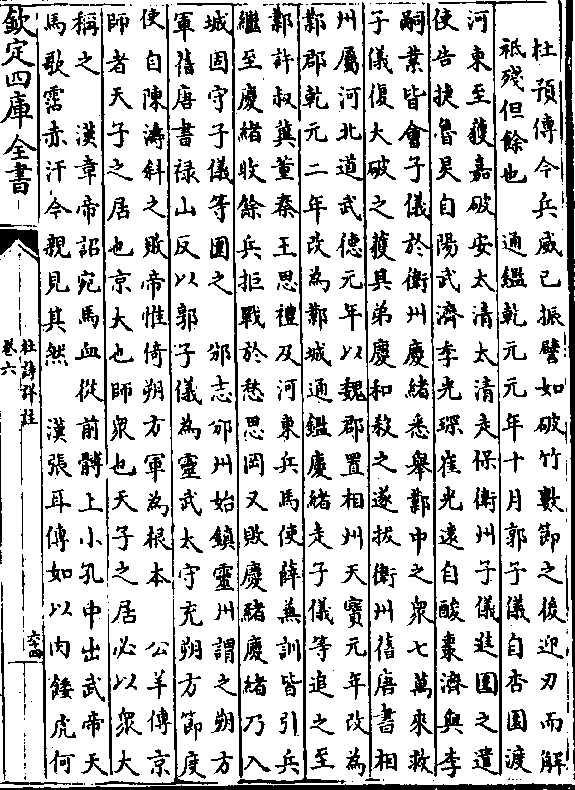 杜預傳今兵威已振譬如破竹數節之後迎刃而解
祗殘但餘也　通鑑乾元元年十月郭子儀自杏園渡
河東至獲嘉破安太清太清走保衛州子儀進圍之遣
使告捷魯炅自陽武濟季光琛崔光遠自酸棗濟與李
嗣業皆會子儀於衛州慶緒悉舉鄴中之衆七萬來救
子儀復大破之獲其弟慶和殺之遂拔衛州舊唐書相
州屬河北道武德元年以魏郡置相州天寶元年改為
鄴郡乾元二年改為鄴城通鑑慶緒走子儀等追之至
鄴許叔冀董秦王思禮及河東兵馬使薛兼訓皆引兵
繼至慶緒收餘兵拒戰於愁思岡又敗慶緒慶緒乃入
城固守子儀等圍之　邠志邠州始鎮靈州謂之朔方
軍舊唐書禄山反以郭子儀為靈武太守充朔方節度
使自陳濤斜之敗帝惟倚朔方軍為根本　公羊傳京
師者天子之居也京大也師衆也天子之居必以衆大
稱之　漢章帝詔宛馬血從前髆上小孔中出武帝天
馬歌霑赤汗今親見其然　漢張耳傳如以肉餧虎何
欽定四庫全書
杜詩詳註
卷六
六十四